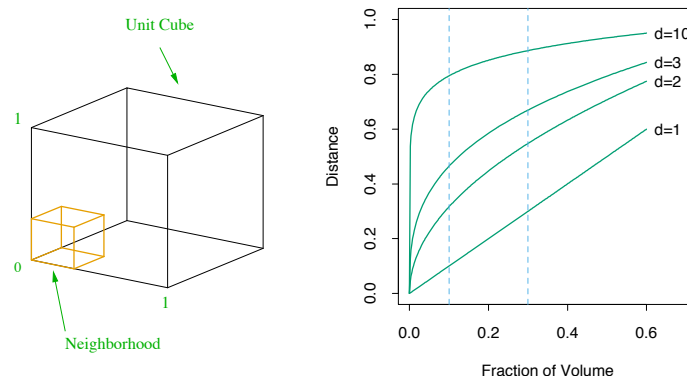 Unit Cube
1
0
1
Neighborhood
1.0
0.8
0.6
0.4
0.2
0.0
Distance
d=10
d=3
d=2
d=1
0.0 0.2 0.4 0.6
Fraction of Volume